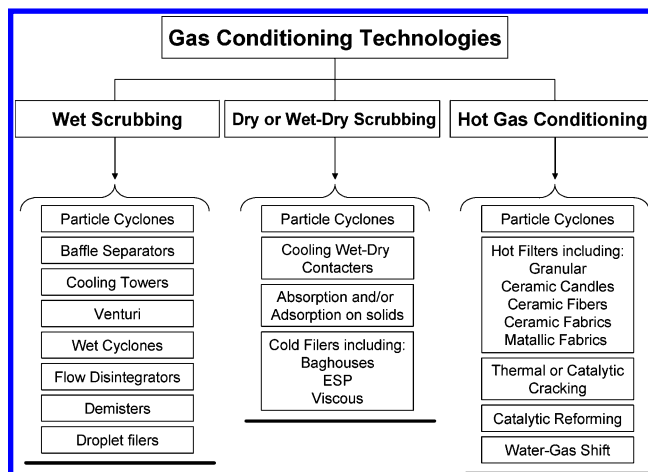 Gas Conditioning Technologies
Wet Scrubbing
Dry or Wet-Dry Scrubbing
Hot Gas Conditioning
Particle Cyclones
Baffle Separators
Cooling Towers
Venturi
Wet Cyclones
Flow Disintegrators
Demisters
Droplet filers
Particle Cyclones
Cooling Wet-Dry
Contacters
Absorption and/or
Adsorption on solids
Cold Filers including:
Baghouses
ESP
Viscous
Particle Cyclones
Hot Filters including:
Granular
Ceramic Candles
Ceramic Fibers
Ceramic Fabrics
Matallic Fabrics
Thermal or Catalytic
Cracking
Catalytic Reforming
Water-Gas Shift